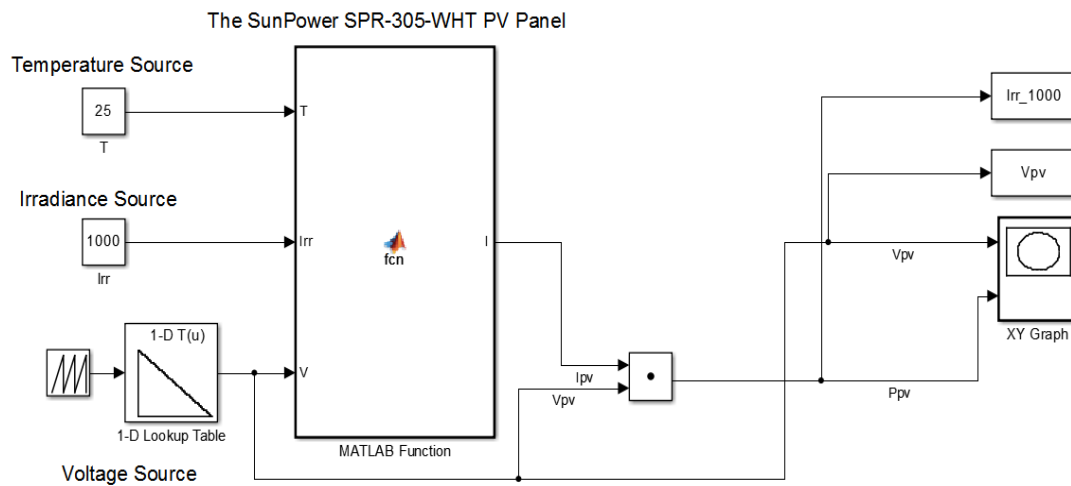 The SunPower SPR-305-WHT PV Panel
Temperature Source
25
T
T
Irr_1000
Vpv
Irradiance Source
1000
Irr
Irr
fcn
I
Vpv
XY Graph
1-D T(u)
V
1-D Lookup Table
Ipv
Vpv
Ppv
MATLAB Function
Voltage Source